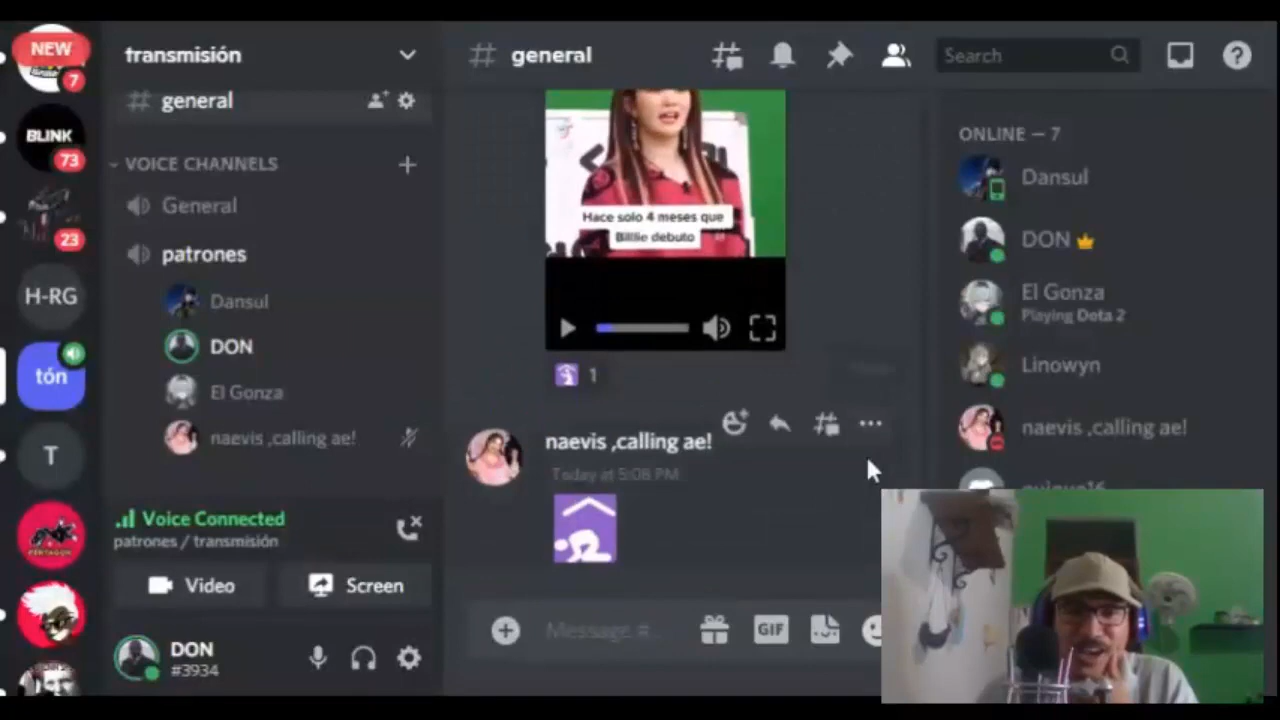 NEW
7
BLINK
73
23
H-RG
tón
T
transmisión
general
VOICE CHANNELS
General
patrones
Dansul
DON
El Gonza
naevis ,calling ae!
Voice Connected
patrones / transmisión
Video
Screen
DON
#3934
general
Search
Hace solo 4 meses que
Billlie debuto
1
naevis ,calling ae!
Today at 5:08 PM
Message #
GIF
ONLINE — 7
Dansul
DON
El Gonza
Playing Dota 2
Linowyn
naevis ,calling ae!